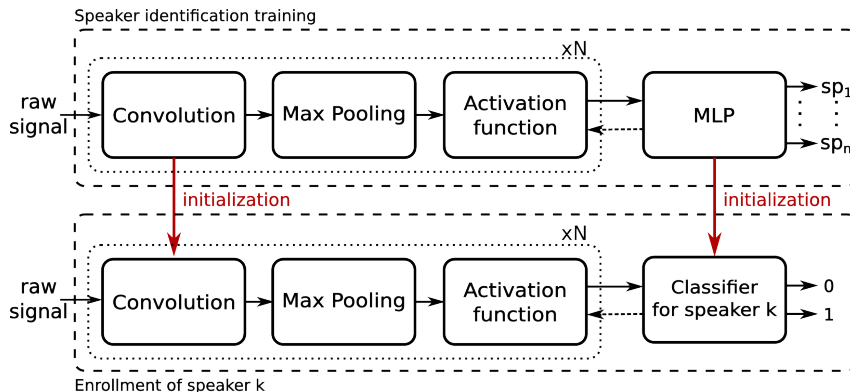 Speaker identification training
xN
raw
signal
Convolution
Max Pooling
Activation
function
MLP
sp1
spn
initialization
initialization
xN
raw
signal
Convolution
Max Pooling
Activation
function
Classifier
for speaker k
0
1
Enrollment of speaker k